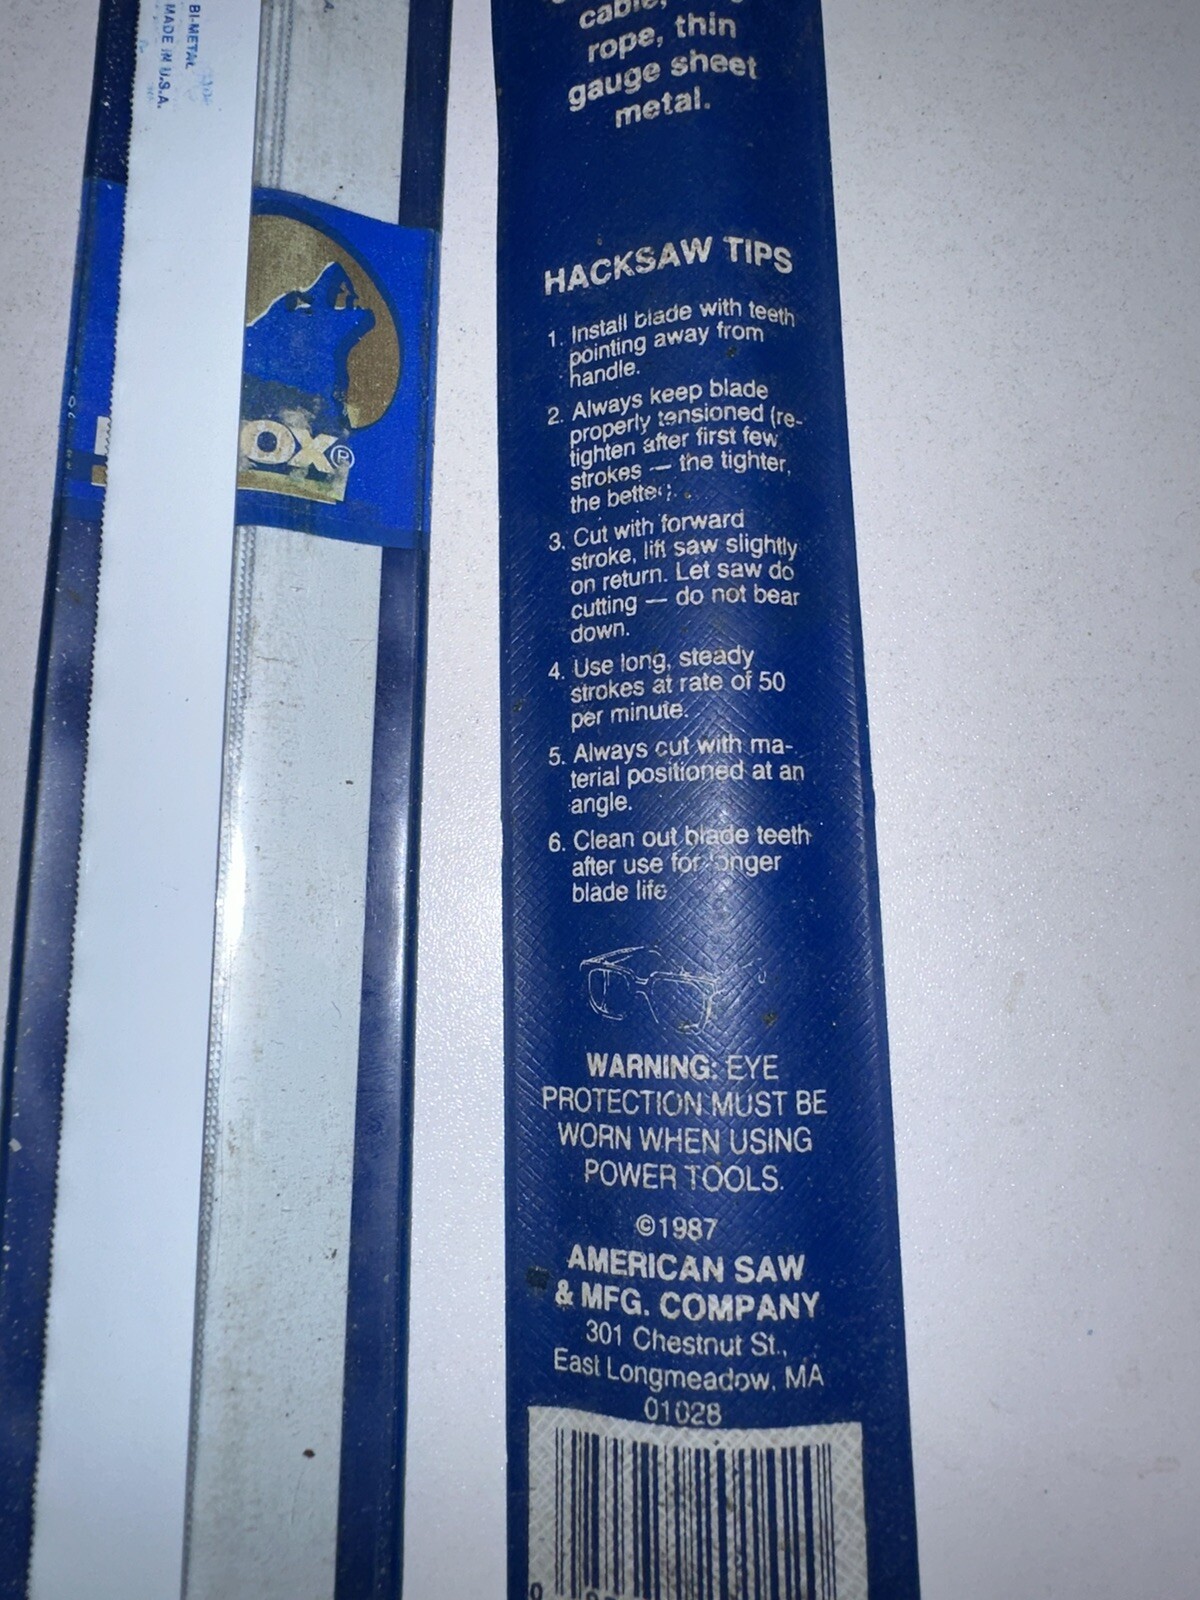 BI-METAL
MADE IN U.S.A.
OX®
cable,
rope, thin
gauge sheet
metal.
HACKSAW TIPS
1. Install blade with teeth
pointing away from
handle.
2. Always keep blade
properly tensioned (re-
tighten after first few
strokes — the tighter,
the better
3. Cut with forward
stroke, lift saw slightly
on return. Let saw do
cutting — do not bear
down.
4. Use long, steady
strokes at rate of 50
per minute.
5. Always cut with ma-
terial positioned at an
angle.
6. Clean out blade teeth
after use for longer
blade life
WARNING: EYE
PROTECTION MUST BE
WORN WHEN USING
POWER TOOLS.
©1987
AMERICAN SAW
& MFG. COMPANY
301 Chestnut St.,
East Longmeadow, MA
01028